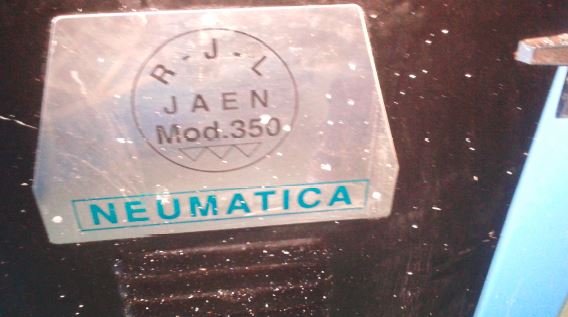 R-J-L
JAEN
Mod.350
NEUMATICA